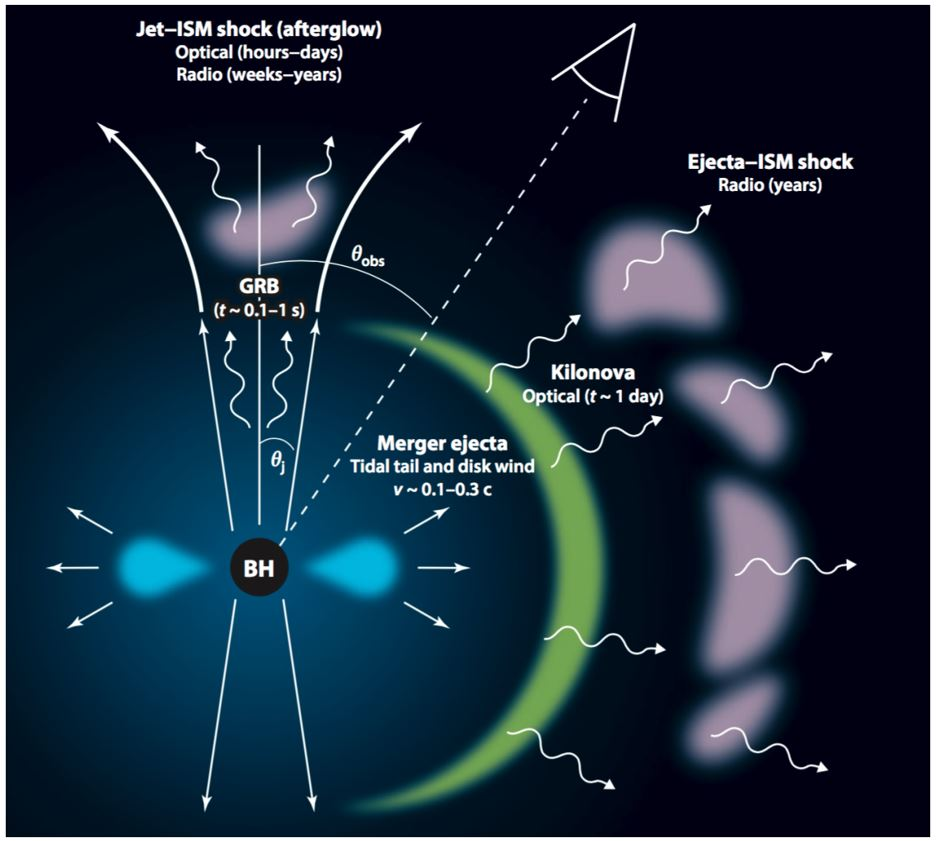 Jet–ISM shock (afterglow)
Optical (hours–days)
Radio (weeks–years)
Ejecta–ISM shock
Radio (years)
θobs
GRB
(t ~ 0.1–1 s)
Kilonova
Optical (t ~ 1 day)
Merger ejecta
Tidal tail and disk wind
v ~ 0.1–0.3 c
θj
BH